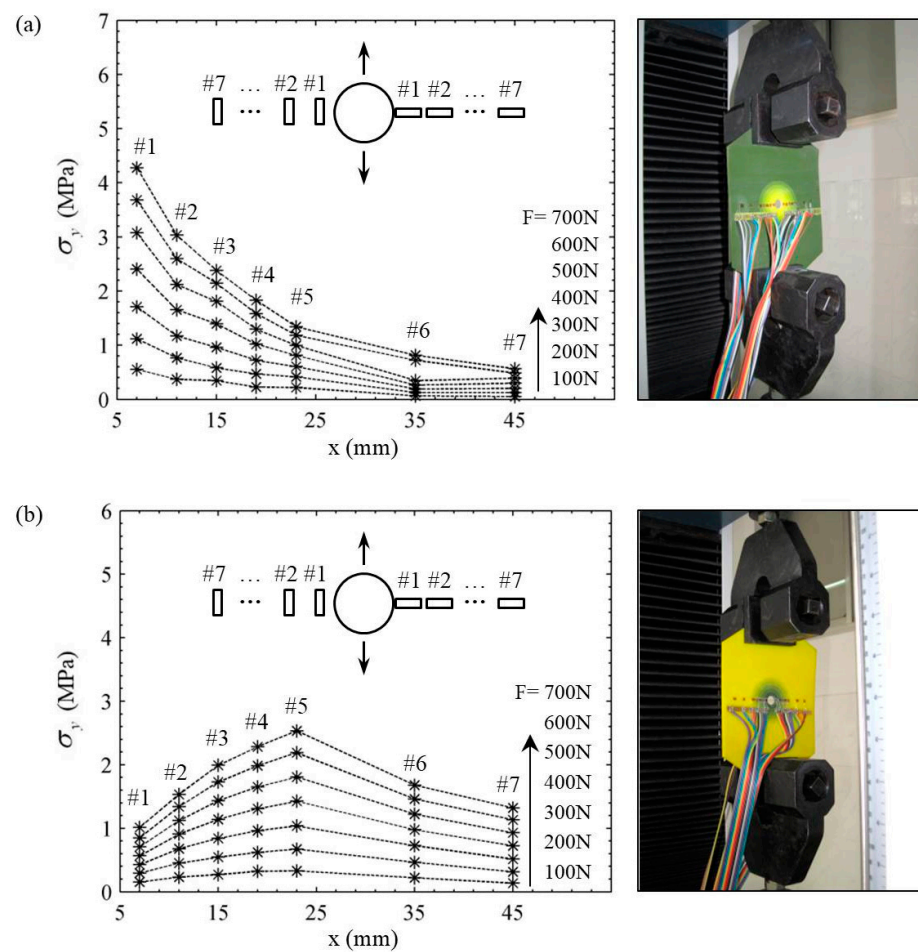 (a)
7
6
5
4
3
2
1
0
σy (MPa)
#7 ... #2 #1
#1 #2 ... #7
#1
#2
#3
#4
#5
#6
#7
F= 700N
600N
500N
400N
300N
200N
100N
5 15 25 35 45
x (mm)
(b)
6
5
4
3
2
1
0
σy (MPa)
#7 ... #2 #1
#1 #2 ... #7
#1
#2
#3
#4
#5
#6
#7
F= 700N
600N
500N
400N
300N
200N
100N
5 15 25 35 45
x (mm)